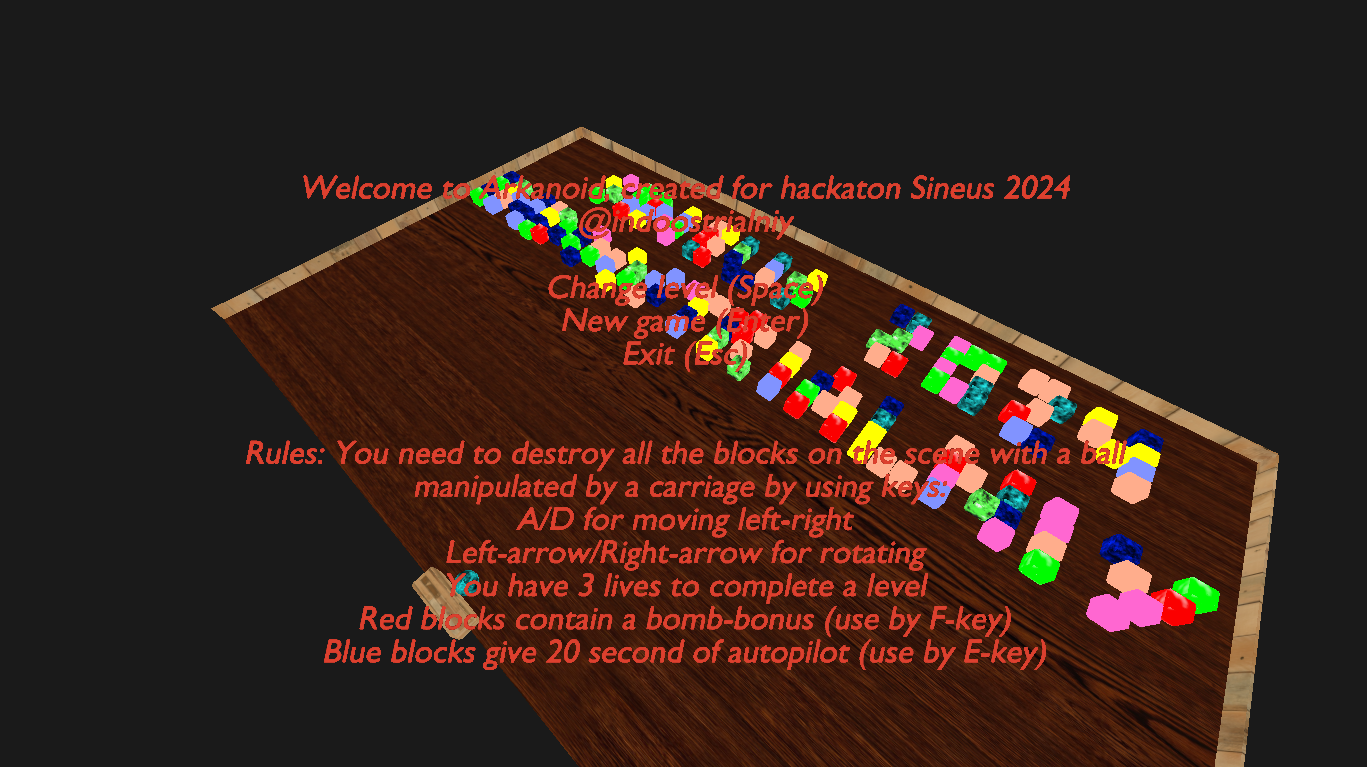 Welcome to Arkanoid, created for hackaton Sineus 2024
@indoostrialniy
Change level (Space)
New game (Enter)
Exit (Esc)
Rules: You need to destroy all the blocks on the scene with a ball
manipulated by a carriage by using keys:
A/D for moving left-right
Left-arrow/Right-arrow for rotating
You have 3 lives to complete a level
Red blocks contain a bomb-bonus (use by F-key)
Blue blocks give 20 second of autopilot (use by E-key)